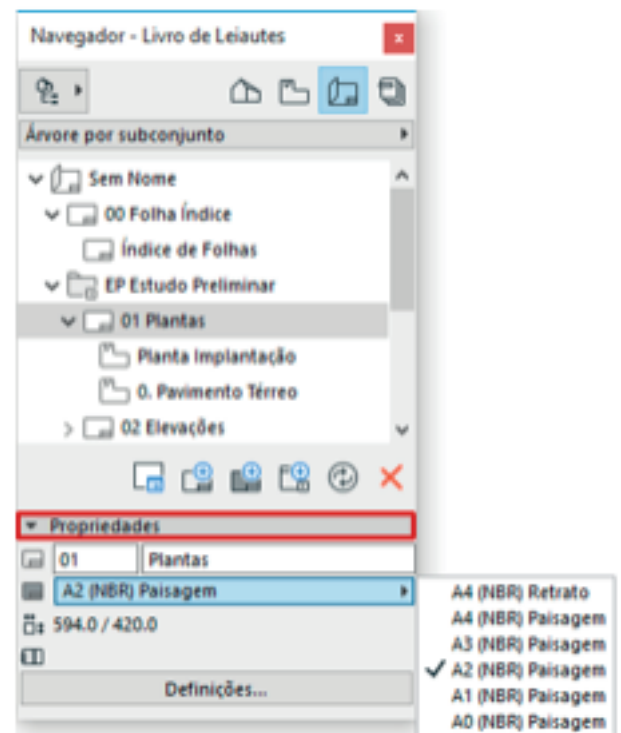 Navegador - Livro de Leiautes
Árvore por subconjunto
Sem Nome
00 Folha Índice
Índice de Folhas
EP Estudo Preliminar
01 Plantas
Planta Implantação
0. Pavimento Térreo
02 Elevações
Propriedades
01 Plantas
A2 (NBR) Paisagem
594.0 / 420.0
Definições...
A4 (NBR) Retrato
A4 (NBR) Paisagem
A3 (NBR) Paisagem
A2 (NBR) Paisagem
A1 (NBR) Paisagem
A0 (NBR) Paisagem